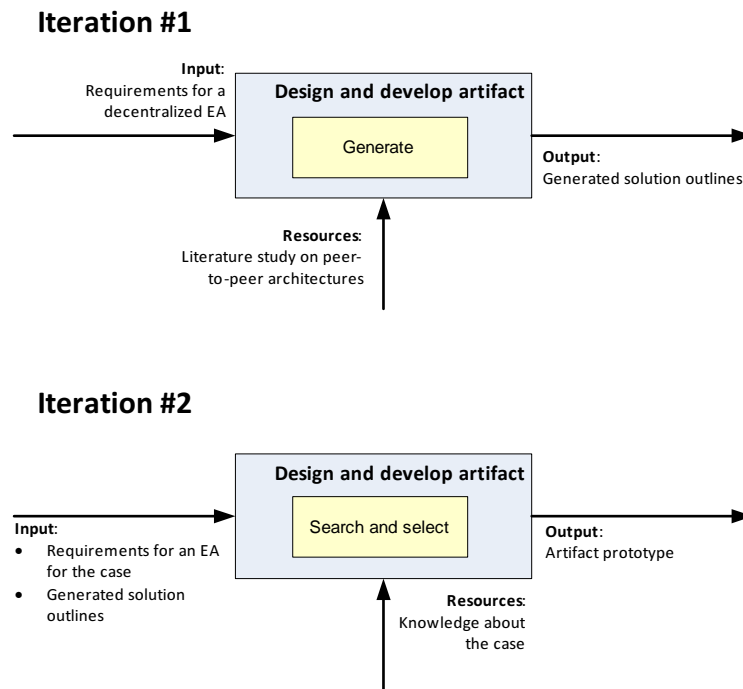 Iteration #1
Input:
Requirements for a
decentralized EA
Design and develop artifact
Generate
Output:
Generated solution outlines
Resources:
Literature study on peer-
to-peer architectures
Iteration #2
Design and develop artifact
Search and select
Input:
• Requirements for an EA
for the case
• Generated solution
outlines
Output:
Artifact prototype
Resources:
Knowledge about
the case